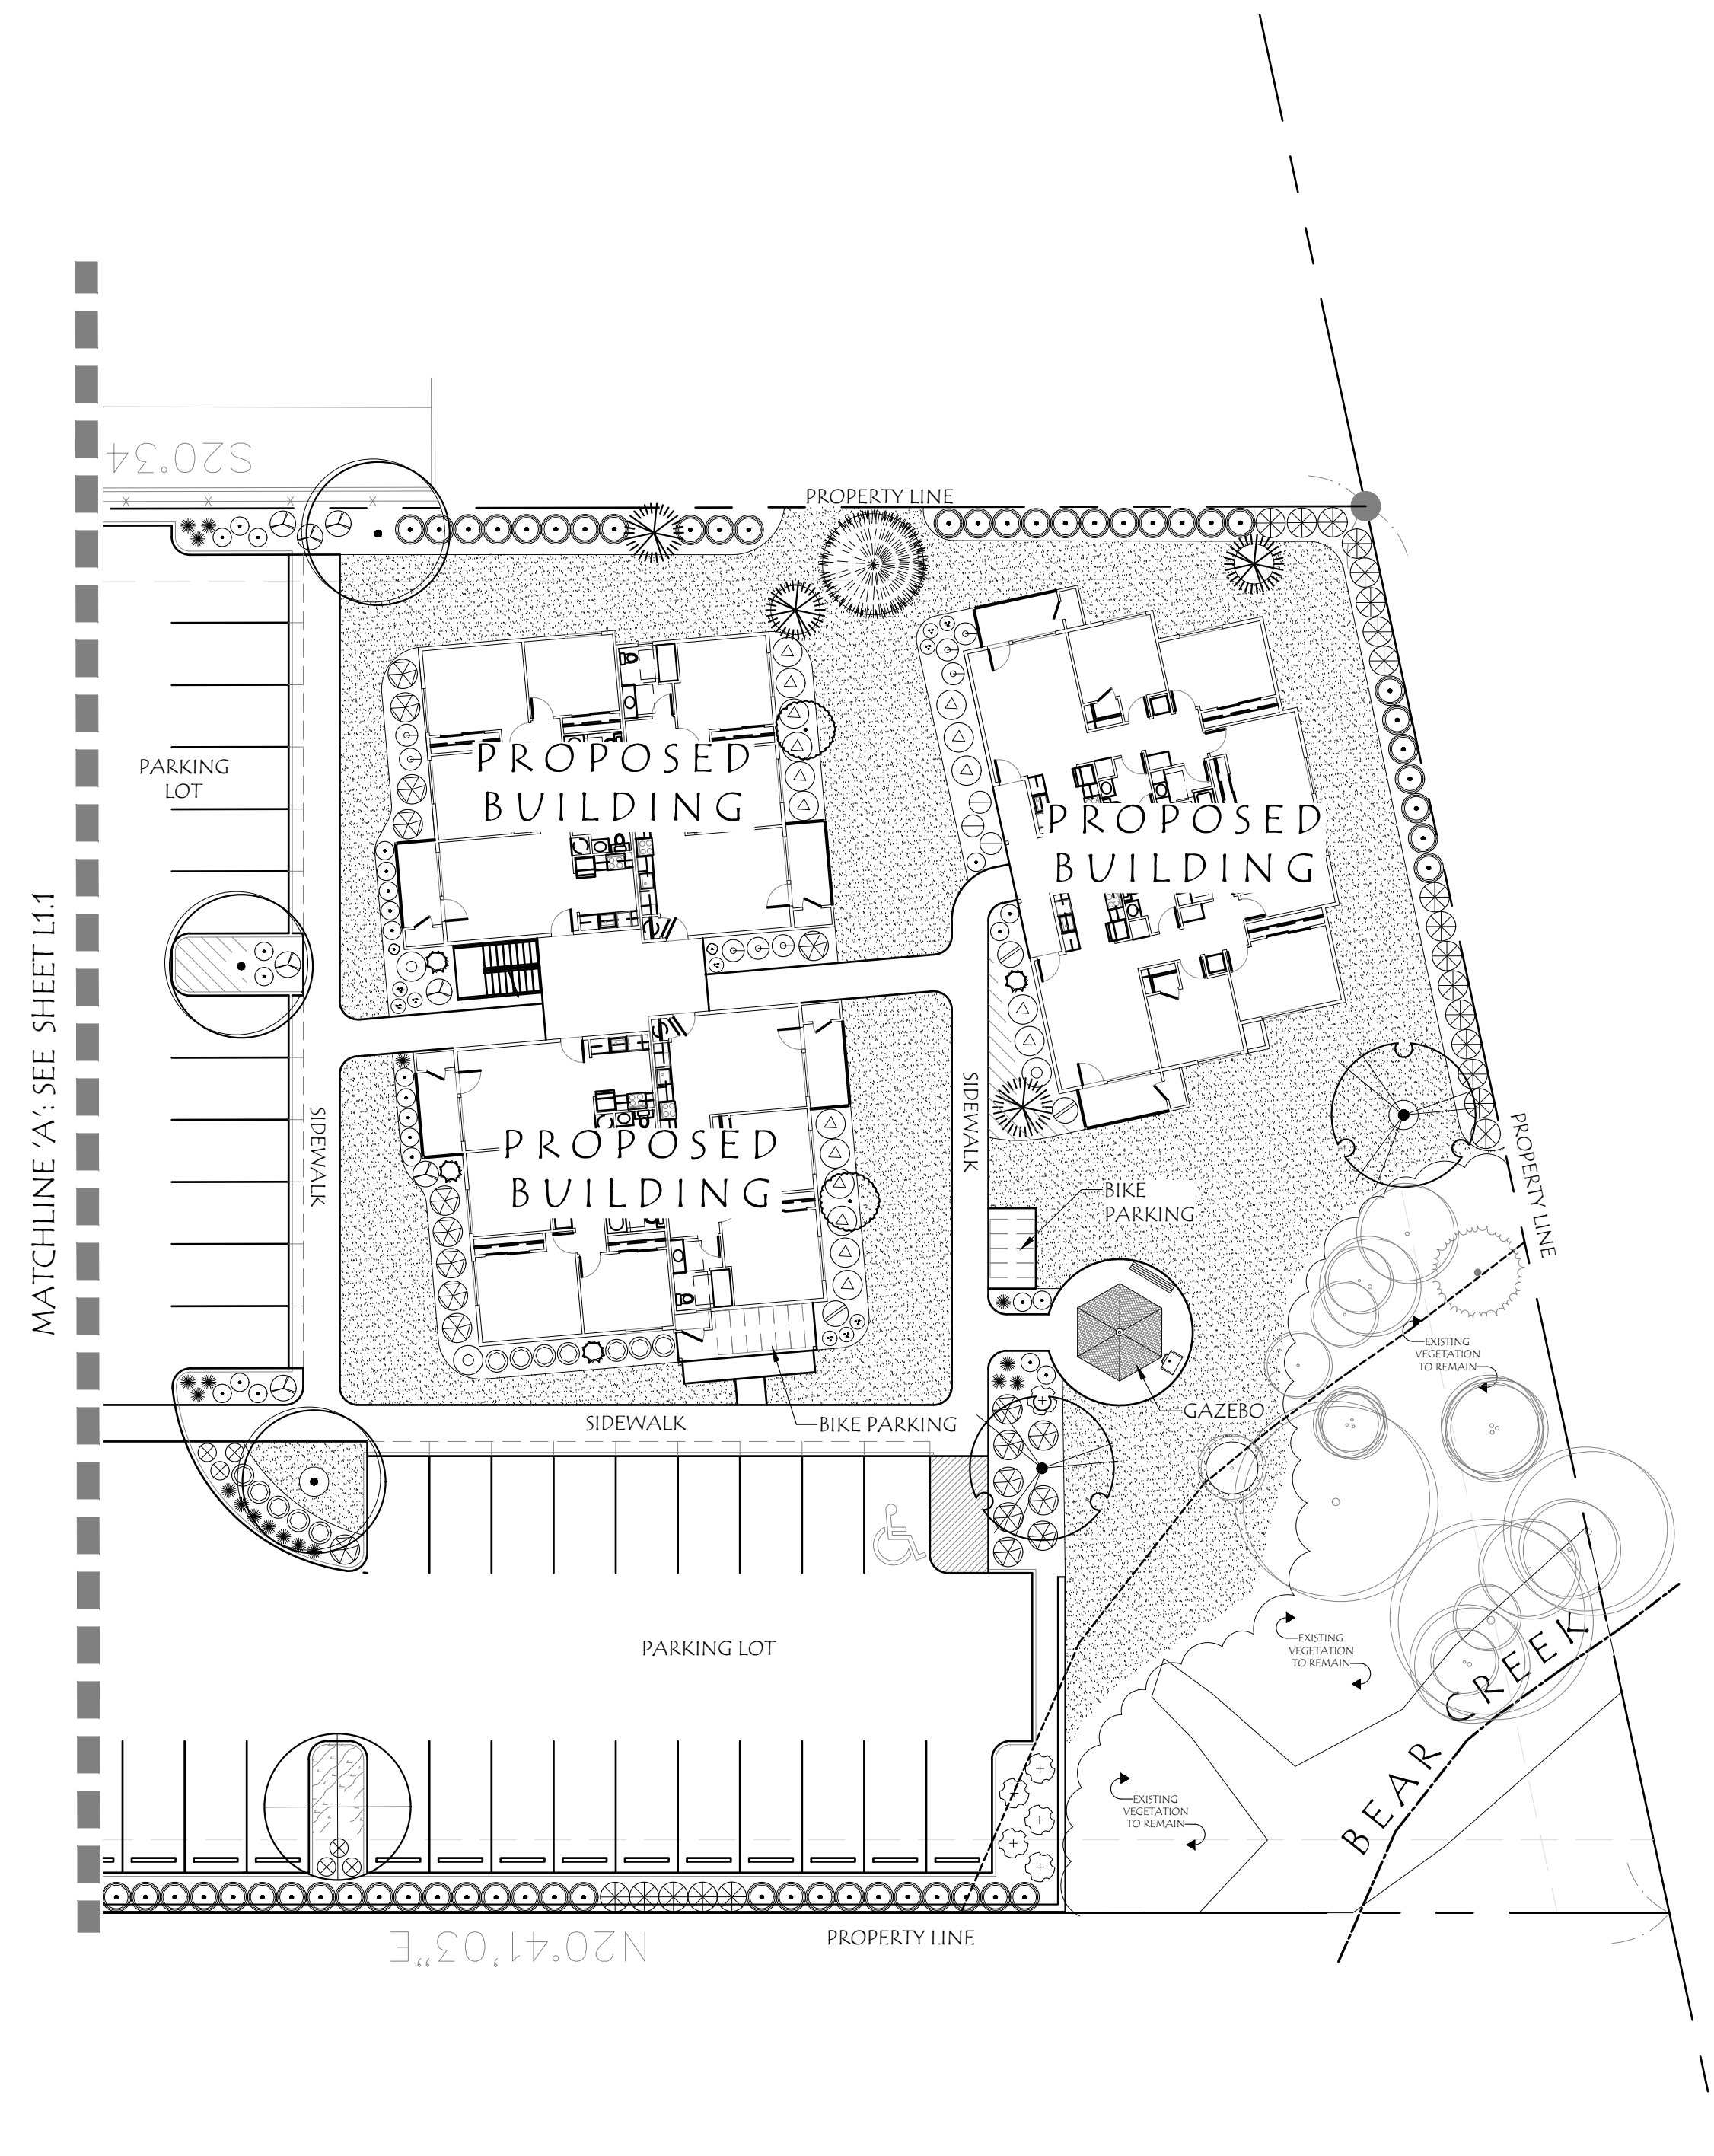 S20°34
PROPERTY LINE
PROPOSED
BUILDING
PARKING
LOT
PROPOSED
BUILDING
MATCHLINE 'A': SEE SHEET L1.1
SIDEWALK
SIDEWALK
PROPOSED
BUILDING
PROPERTY LINE
BIKE
PARKING
EXISTING
VEGETATION
TO REMAIN
GAZEBO
SIDEWALK
BIKE PARKING
EXISTING
VEGETATION
TO REMAIN
PARKING LOT
BEAR CREEK
EXISTING
VEGETATION
TO REMAIN
PROPERTY LINE
N20°41'03"E